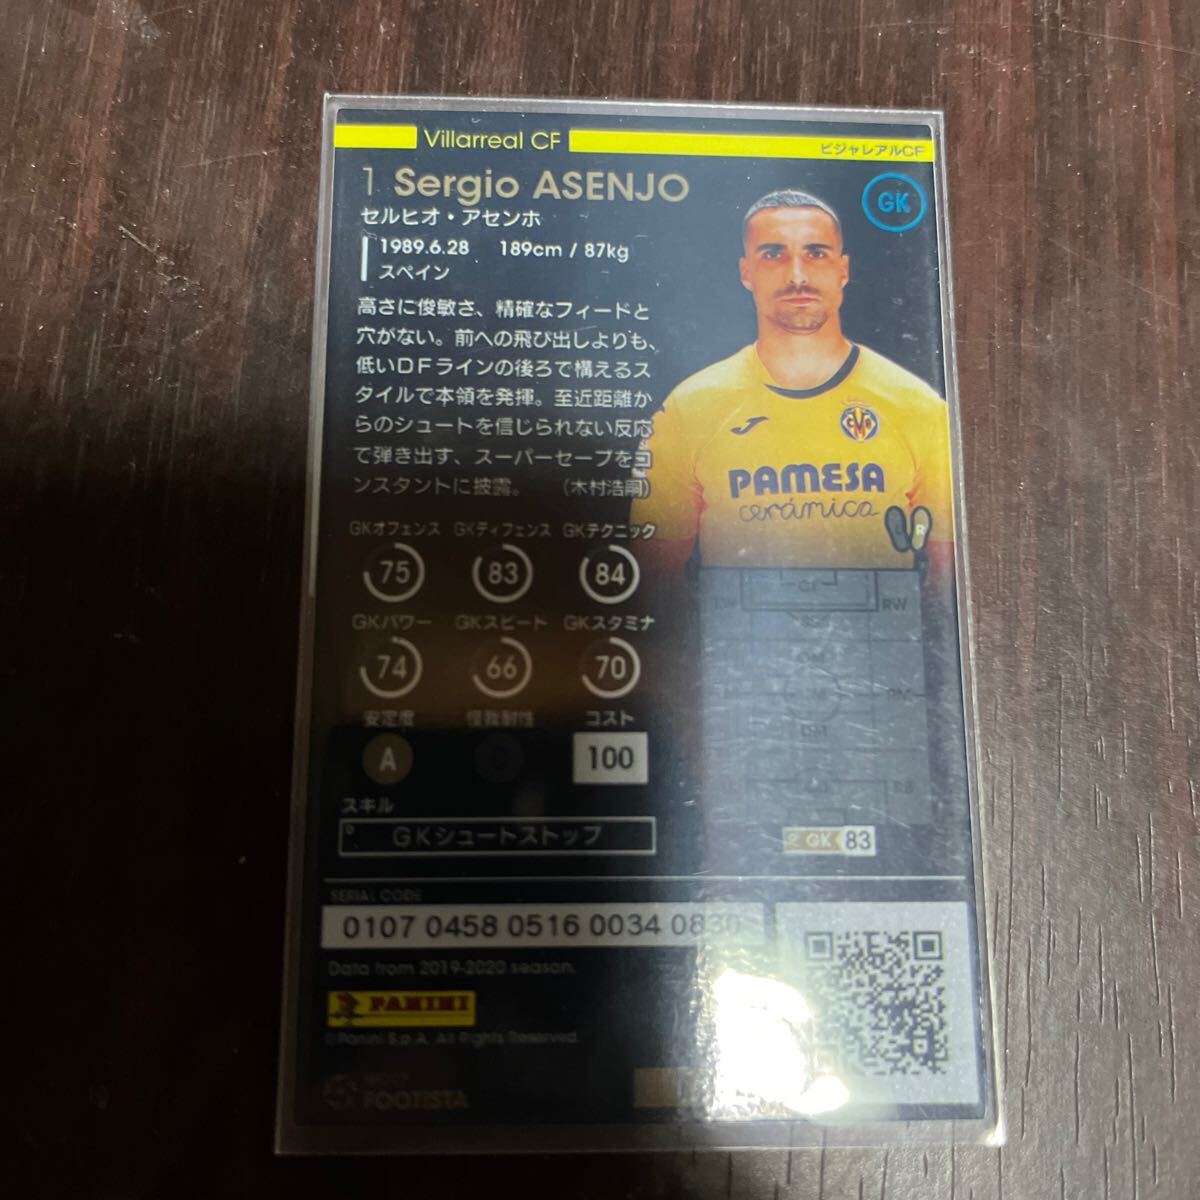 Villarreal CF
ビジャレアルCF
1 Sergio ASENJO
GK
セルヒオ・アセンホ
1989.6.28 189cm / 87kg
スペイン
高さに俊敏さ、精確なフィードと
穴がない。前への飛び出しよりも、
低いDFラインの後ろで構えるス
タイルで本領を発揮。至近距離か
らのシュートを信じられない反応
で弾き出す、スーパーセーブをコ
ンスタントに披露。 (木村浩嗣)
PAMESA
cerámica
R
GKオフェンス GKディフェンス GKテクニック
75 83 84
GKパワー GKスピード GKスタミナ
74 66 70
安定度 怪我耐性 コスト
A
100
CF
LW RW
スキル
GKシュートストップ
GK 83
SERIAL CODE
0107 0458 0516 0034 0830
Data from 2019-2020 season.
PANINI
©Panini S.p.A. All Rights Reserved.
FOOTISTA